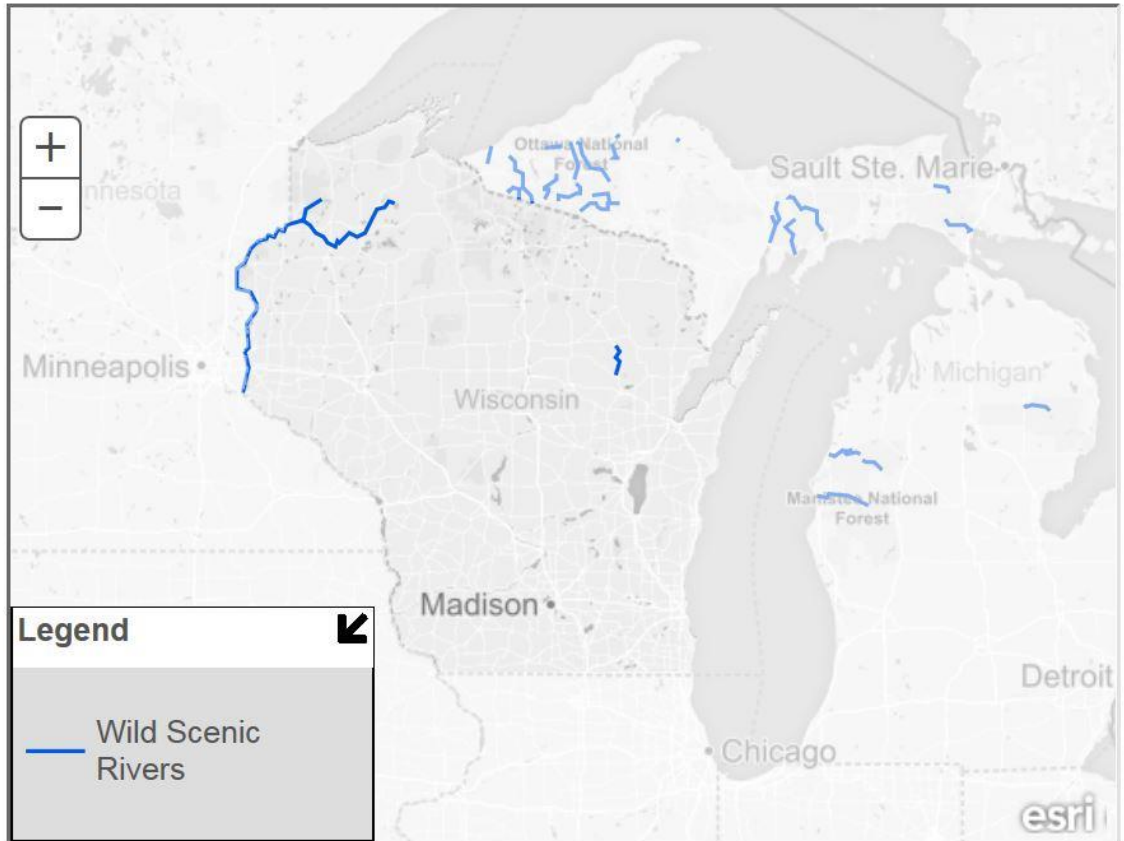 +
−
Minnesota
Ottawa National
Forest
Sault Ste. Marie
Minneapolis
Wisconsin
Michigan
Manistee National
Forest
Madison
Legend
Wild Scenic
Rivers
Detroit
Chicago
esri